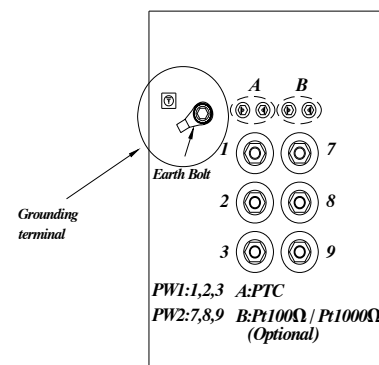 A B
1 7
Earth Bolt
2 8
Grounding
terminal
3 9
PW1:1,2,3 A:PTC
PW2:7,8,9 B:Pt100Ω / Pt1000Ω
(Optional)